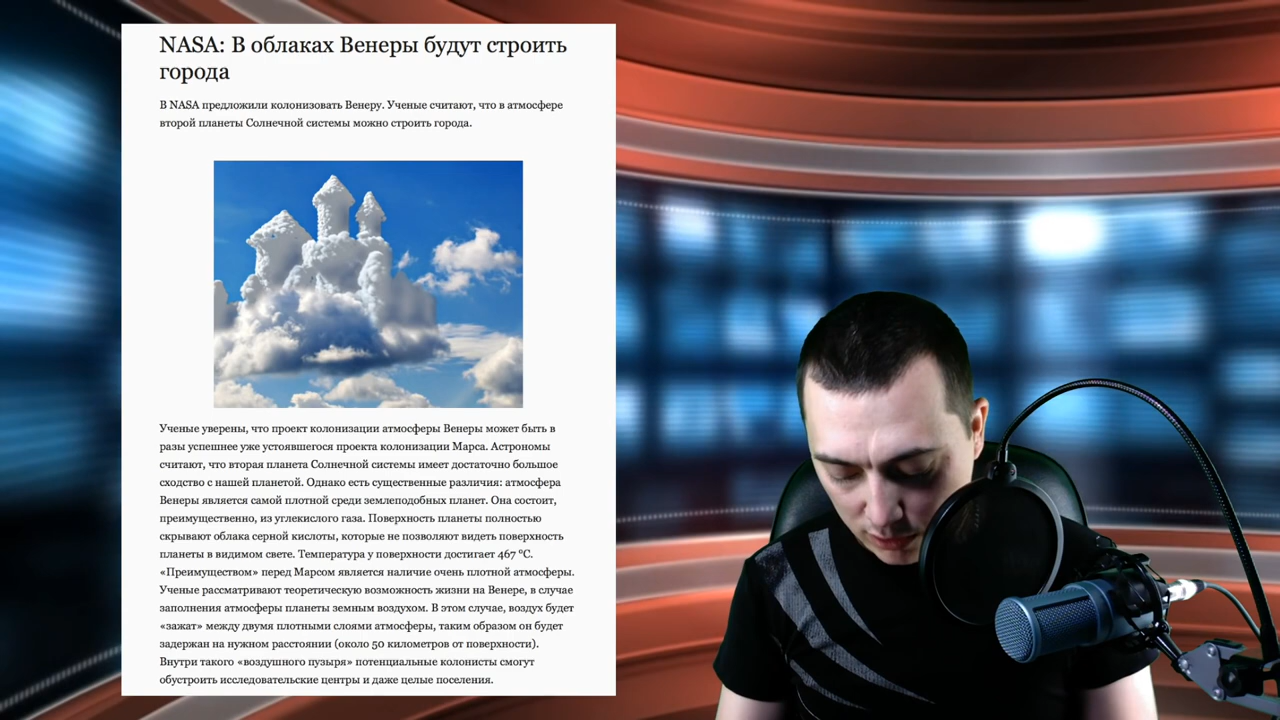 NASA: В облаках Венеры будут строить
города
В NASA предложили колонизовать Венеру. Ученые считают, что в атмосфере
второй планеты Солнечной системы можно строить города.
Ученые уверены, что проект колонизации атмосферы Венеры может быть в
разы успешнее уже устоявшегося проекта колонизации Марса. Астрономы
считают, что вторая планета Солнечной системы имеет достаточно большое
сходство с нашей планетой. Однако есть существенные различия: атмосфера
Венеры является самой плотной среди землеподобных планет. Она состоит,
преимущественно, из углекислого газа. Поверхность планеты полностью
скрывают облака серной кислоты, которые не позволяют видеть поверхность
планеты в видимом свете. Температура у поверхности достигает 467 °C.
«Преимуществом» перед Марсом является наличие очень плотной атмосферы.
Ученые рассматривают теоретическую возможность жизни на Венере, в случае
заполнения атмосферы планеты земным воздухом. В этом случае, воздух будет
«зажат» между двумя плотными слоями атмосферы, таким образом он будет
задержан на нужном расстоянии (около 50 километров от поверхности).
Внутри такого «воздушного пузыря» потенциальные колонисты смогут
обустроить исследовательские центры и даже целые поселения.